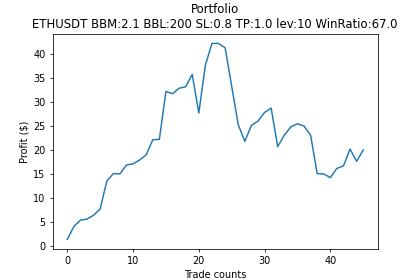 Portfolio
ETHUSDT BBM:2.1 BBL:200 SL:0.8 TP:1.0 lev:10 WinRatio:67.0
40
35
30
25
20
15
10
5
0
Profit ($)
0 10 20 30 40
Trade counts